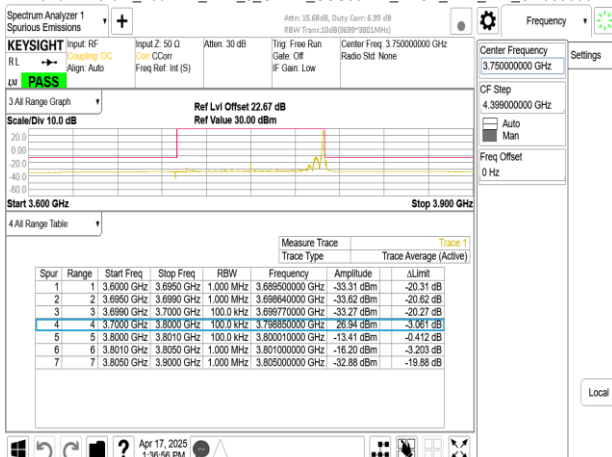 Spectrum Analyzer 1
Spurious Emissions
Attn: 15.68dB, Duty Corr: 6.99 dB
RBW Trans:10dB(3699~3801MHz)
Frequency
KEYSIGHT Input: RF Input Z: 50 Ω Atten: 30 dB Trig: Free Run Center Freq: 3.750000000 GHz
RL Coupling: DC Corr CCorr Gate: Off Radio Std: None
Align: Auto Freq Ref: Int (S) IF Gain: Low
LXI PASS
Center Frequency
3.750000000 GHz
Settings
CF Step
4.399000000 GHz
Auto
Man
Freq Offset
0 Hz
3 All Range Graph
Ref Lvl Offset 22.67 dB
Scale/Div 10.0 dB Ref Value 30.00 dBm
20.0
0.00
-20.0
-40.0
-60.0
Start 3.600 GHz Stop 3.900 GHz
4 All Range Table
Measure Trace Trace 1
Trace Type Trace Average (Active)
Spur Range Start Freq Stop Freq RBW Frequency Amplitude ΔLimit
1 1 3.6000 GHz 3.6950 GHz 1.000 MHz 3.689500000 GHz -33.31 dBm -20.31 dB
2 2 3.6950 GHz 3.6990 GHz 1.000 MHz 3.698640000 GHz -33.62 dBm -20.62 dB
3 3 3.6990 GHz 3.7000 GHz 100.0 kHz 3.699770000 GHz -33.27 dBm -20.27 dB
4 4 3.7000 GHz 3.8000 GHz 100.0 kHz 3.798850000 GHz 26.94 dBm -3.061 dB
5 5 3.8000 GHz 3.8010 GHz 100.0 kHz 3.800010000 GHz -13.41 dBm -0.412 dB
6 6 3.8010 GHz 3.8050 GHz 1.000 MHz 3.801000000 GHz -16.20 dBm -3.203 dB
7 7 3.8050 GHz 3.9000 GHz 1.000 MHz 3.805000000 GHz -32.88 dBm -19.88 dB
Local
Apr 17, 2025
1:36:56 PM